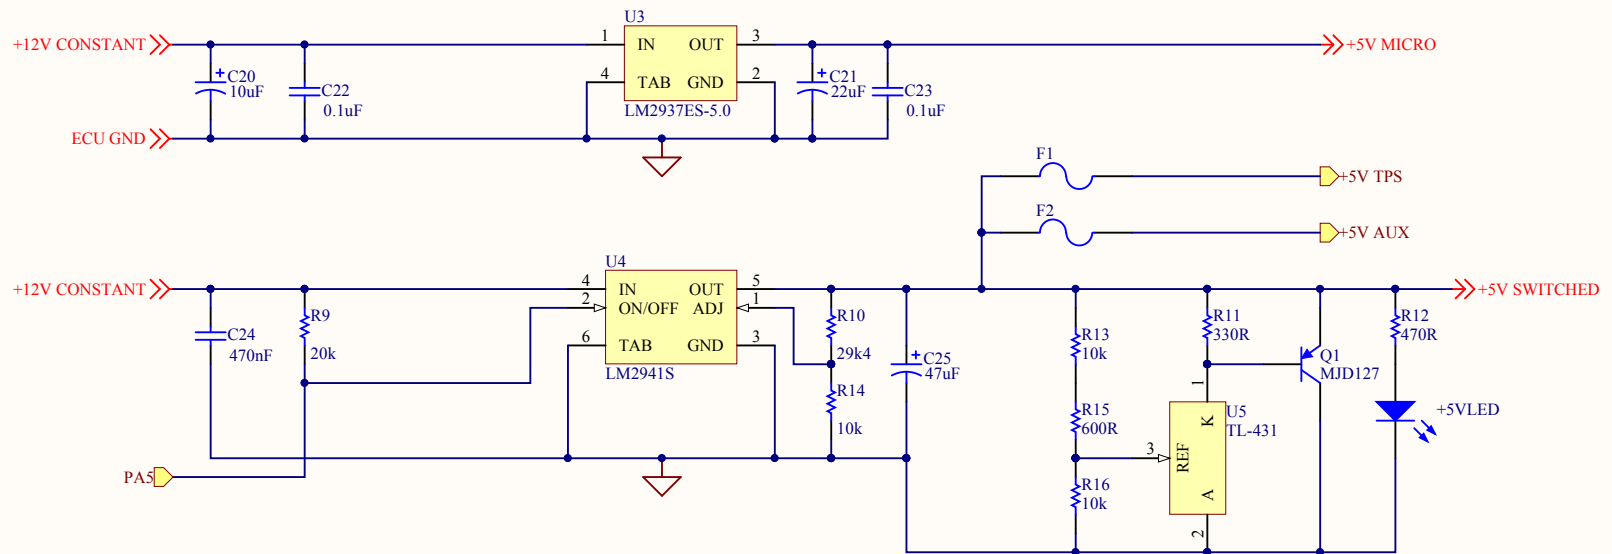 U3
+12V CONSTANT
1
IN
OUT
3
+5V MICRO
+
C20
10uF
C22
0.1uF
4
TAB
GND
2
+
C21
22uF
C23
0.1uF
LM2937ES-5.0
ECU GND
F1
+5V TPS
F2
+5V AUX
U4
+12V CONSTANT
4
IN
OUT
5
+5V SWITCHED
2
ON/OFF
ADJ
1
C24
470nF
R9
20k
6
TAB
GND
3
LM2941S
R10
29k4
R14
10k
+
C25
47uF
R13
10k
R11
330R
R12
470R
Q1
MJD127
R15
600R
1
K
U5
TL-431
+5VLED
3
REF
A
2
R16
10k
PA5